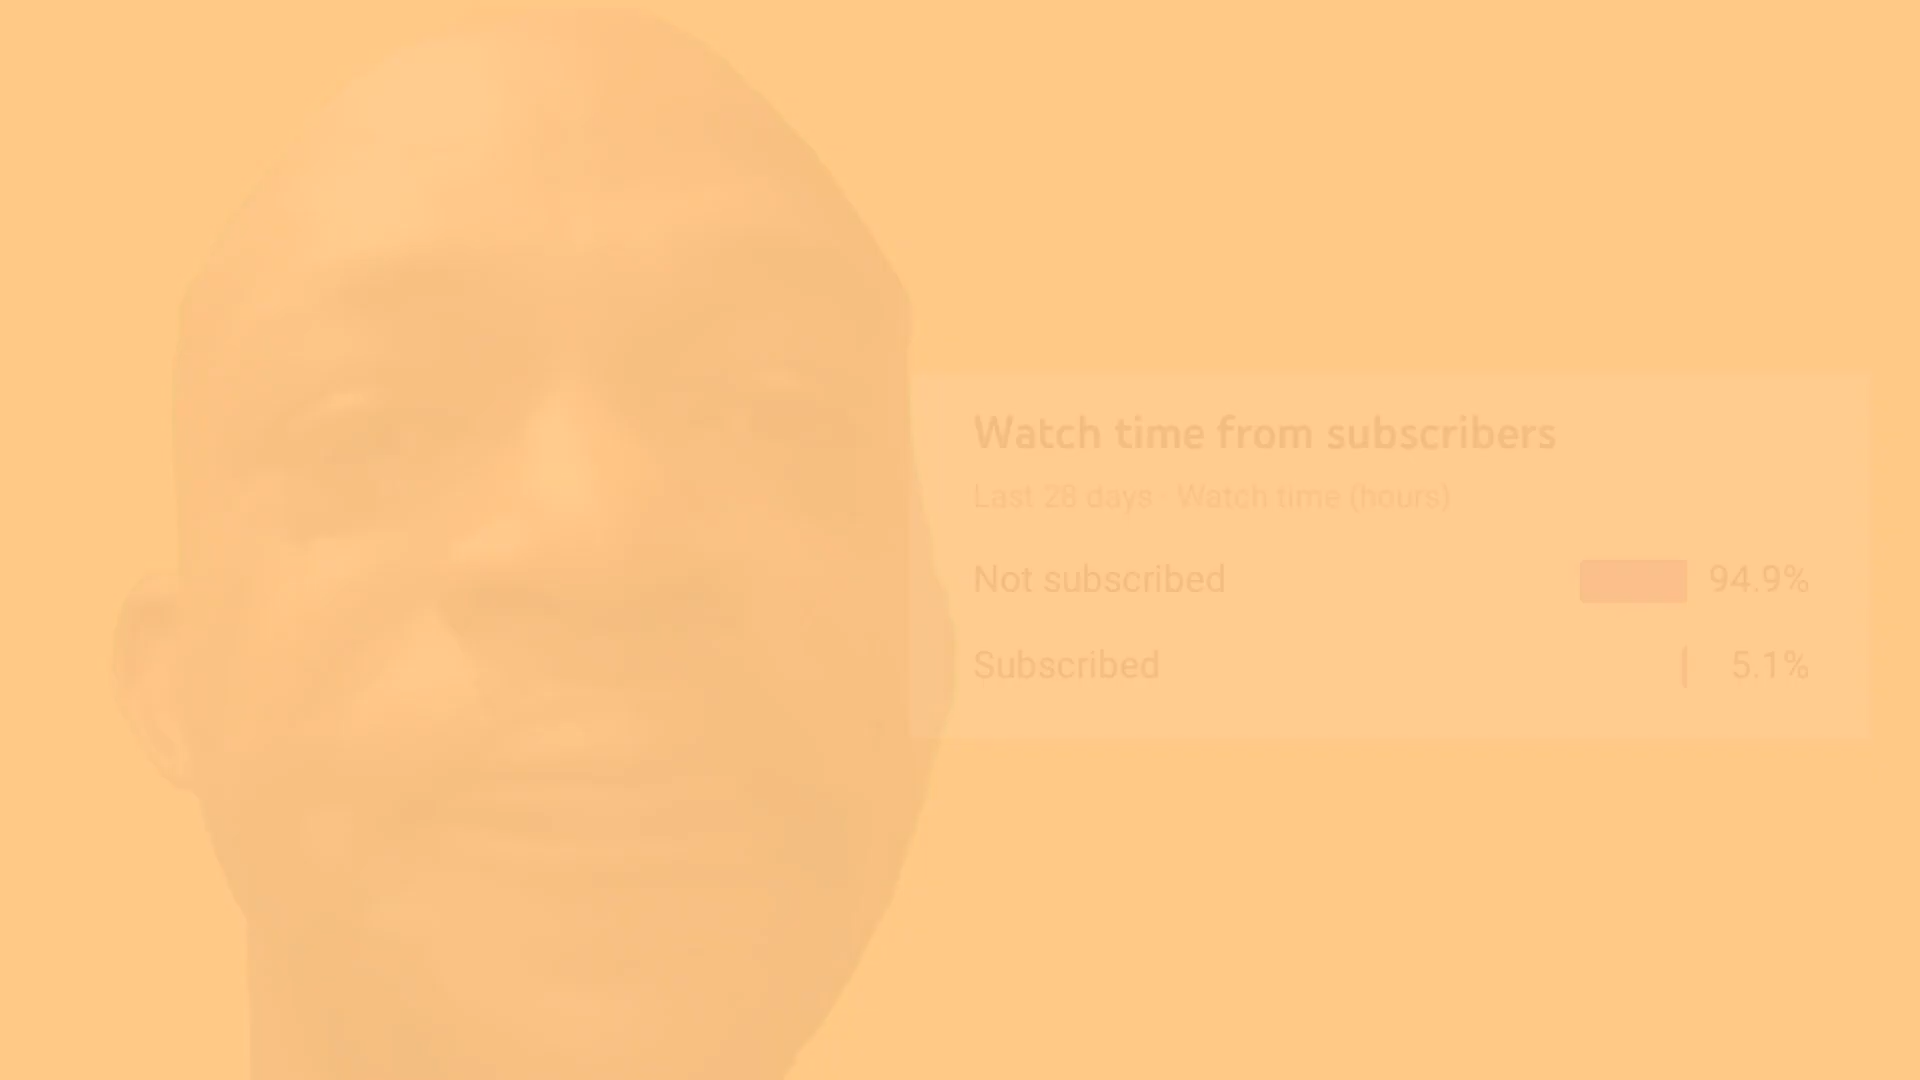 Watch time from subscribers
Last 28 days · Watch time (hours)
Not subscribed 94.9%
Subscribed 5.1%